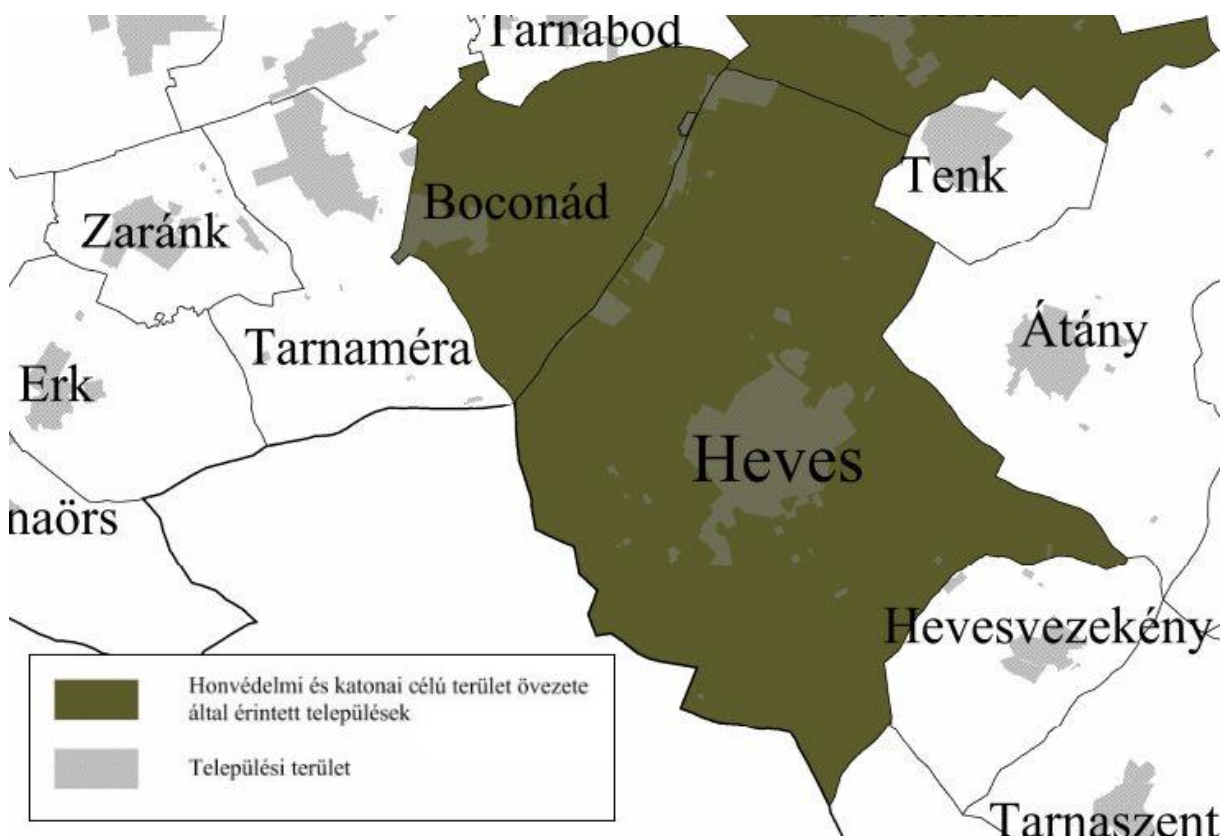 Tarnabod
Tenk
Boconád
Zaránk
Átány
Tarnaméra
Erk
Heves
naörs
Hevesvezekény
Honvédelmi és katonai célú terület övezete
által érintett települések
Települési terület
Tarnaszent